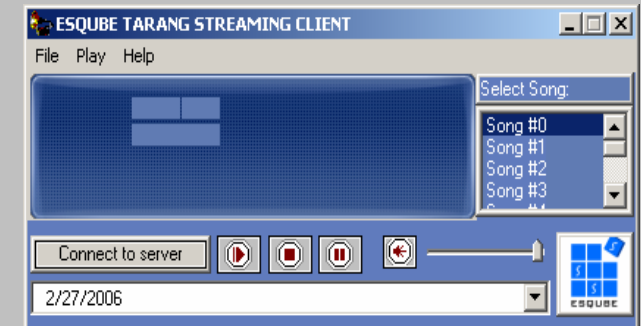 ESQUBE TARANG STREAMING CLIENT
File Play Help
Select Song:
Song #0
Song #1
Song #2
Song #3
Connect to server
2/27/2006
S
S
S
ESQUBE